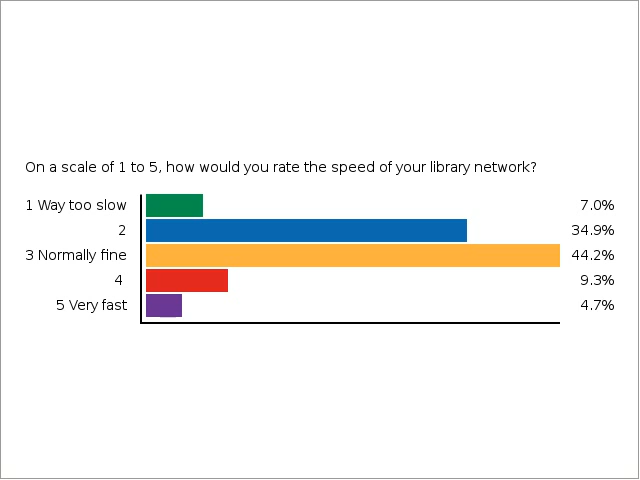 On a scale of 1 to 5, how would you rate the speed of your library network?
1 Way too slow 7.0%
2 34.9%
3 Normally fine 44.2%
4 9.3%
5 Very fast 4.7%